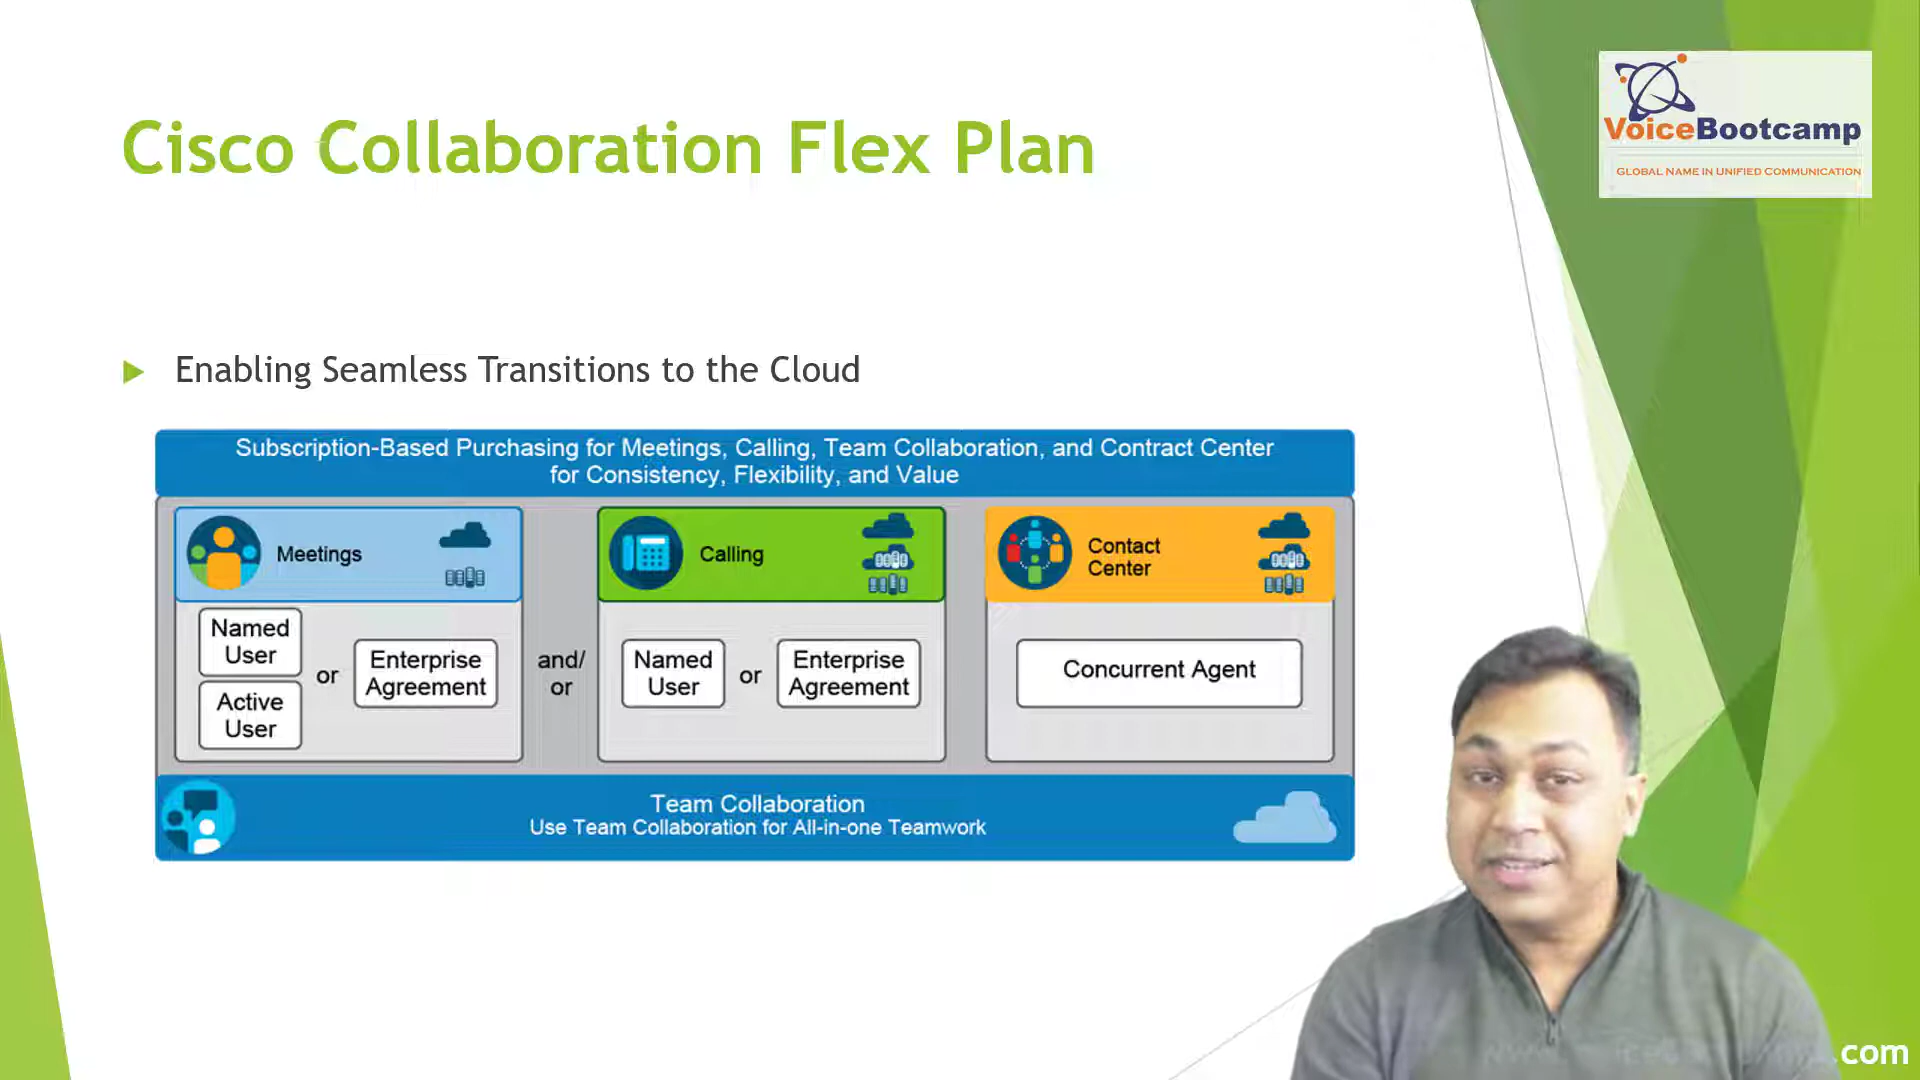 Cisco Collaboration Flex Plan
VoiceBootcamp
GLOBAL NAME IN UNIFIED COMMUNICATION
Enabling Seamless Transitions to the Cloud
Subscription-Based Purchasing for Meetings, Calling, Team Collaboration, and Contract Center
for Consistency, Flexibility, and Value
Meetings
Named
User
Active
User
or
Enterprise
Agreement
and/
or
Calling
Named
User
or
Enterprise
Agreement
Contact
Center
Concurrent Agent
Team Collaboration
Use Team Collaboration for All-in-one Teamwork
.com